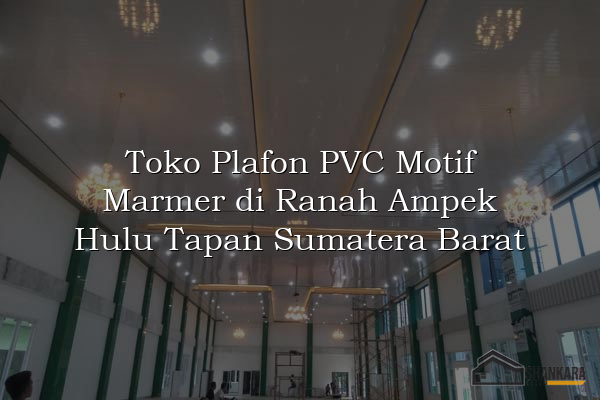 Toko Plafon PVC Motif
Marmer di Ranah Ampek
Hulu Tapan Sumatera Barat